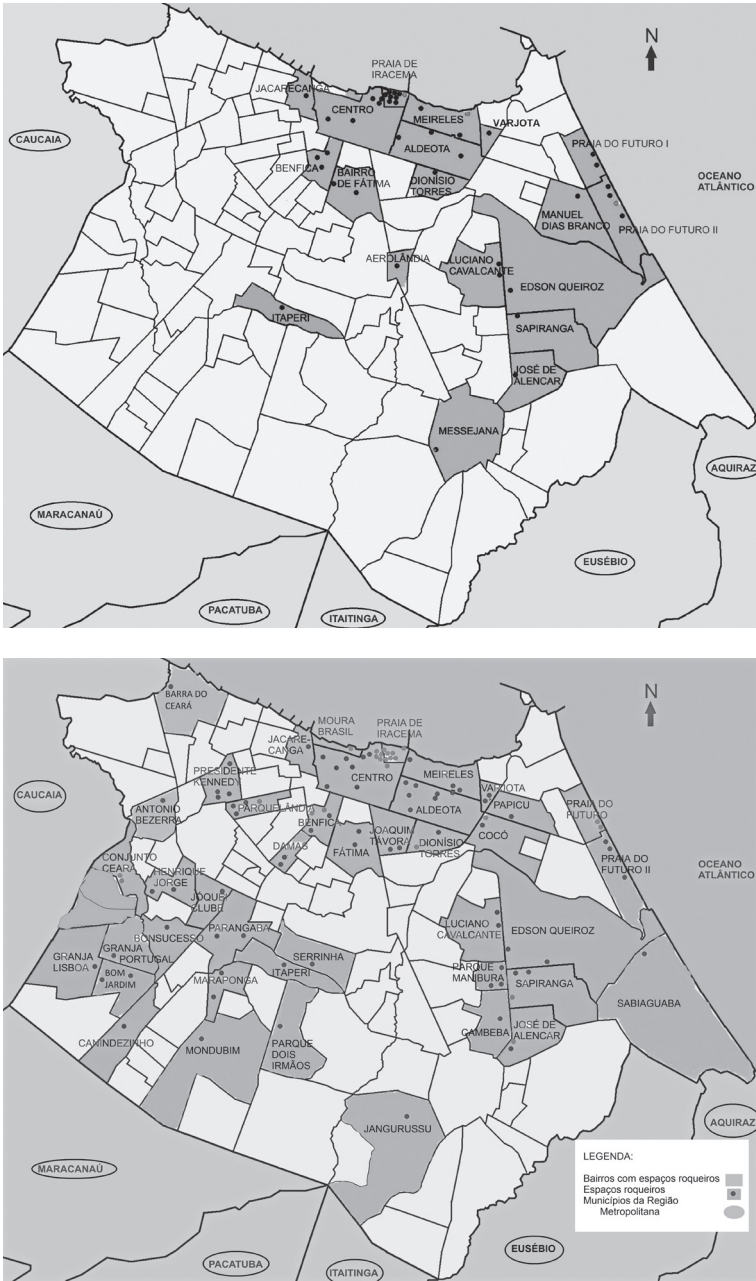 N
PRAIA DE
IRACEMA
JACARECANGA
CENTRO
MEIRELES
VARJOTA
CAUCAIA
ALDEOTA
PRAIA DO FUTURO I
BENFICA
BAIRRO
DE FÁTIMA
DIONÍSIO
TORRES
OCEANO
ATLÂNTICO
MANUEL
DIAS BRANCO
PRAIA DO FUTURO II
AEROLÂNDIA
LUCIANO
CAVALCANTE
EDSON QUEIROZ
ITAPERI
SAPIRANGA
JOSÉ DE
ALENCAR
MESSEJANA
AQUIRAZ
MARACANAÚ
EUSÉBIO
PACATUBA
ITAITINGA
N
BARRA DO
CEARÁ
MOURA
BRASIL
PRAIA DE
IRACEMA
JACARE-
CANGA
PRESIDENTE
KENNEDY
CENTRO
MEIRELES
CAUCAIA
VARJOTA
ANTONIO
BEZERRA
PARQUELÂNDIA
ALDEOTA
PAPICU
PRAIA DO
FUTURO
BENFICA
JOAQUIM
TÁVORA
COCÓ
DAMAS
FÁTIMA
DIONÍSIO
TORRES
PRAIA DO
FUTURO II
OCEANO
ATLÂNTICO
CONJUNTO
CEARÁ
HENRIQUE
JORGE
JÓQUEI
CLUBE
LUCIANO
CAVALCANTE
EDSON QUEIROZ
BONSUCESSO
PARANGABA
GRANJA
PORTUGAL
GRANJA
LISBOA
SERRINHA
ITAPERI
BOM
JARDIM
MARAPONGA
PARQUE
MANIBURA
SAPIRANGA
SABIAGUABA
CANINDEZINHO
MONDUBIM
PARQUE
DOIS
IRMÃOS
CAMBEBA
JOSÉ DE
ALENCAR
JANGURUSSU
AQUIRAZ
MARACANAÚ
LEGENDA:
Bairros com espaços roqueiros
Espaços roqueiros
Municípios da Região
Metropolitana
EUSÉBIO
PACATUBA
ITAITINGA